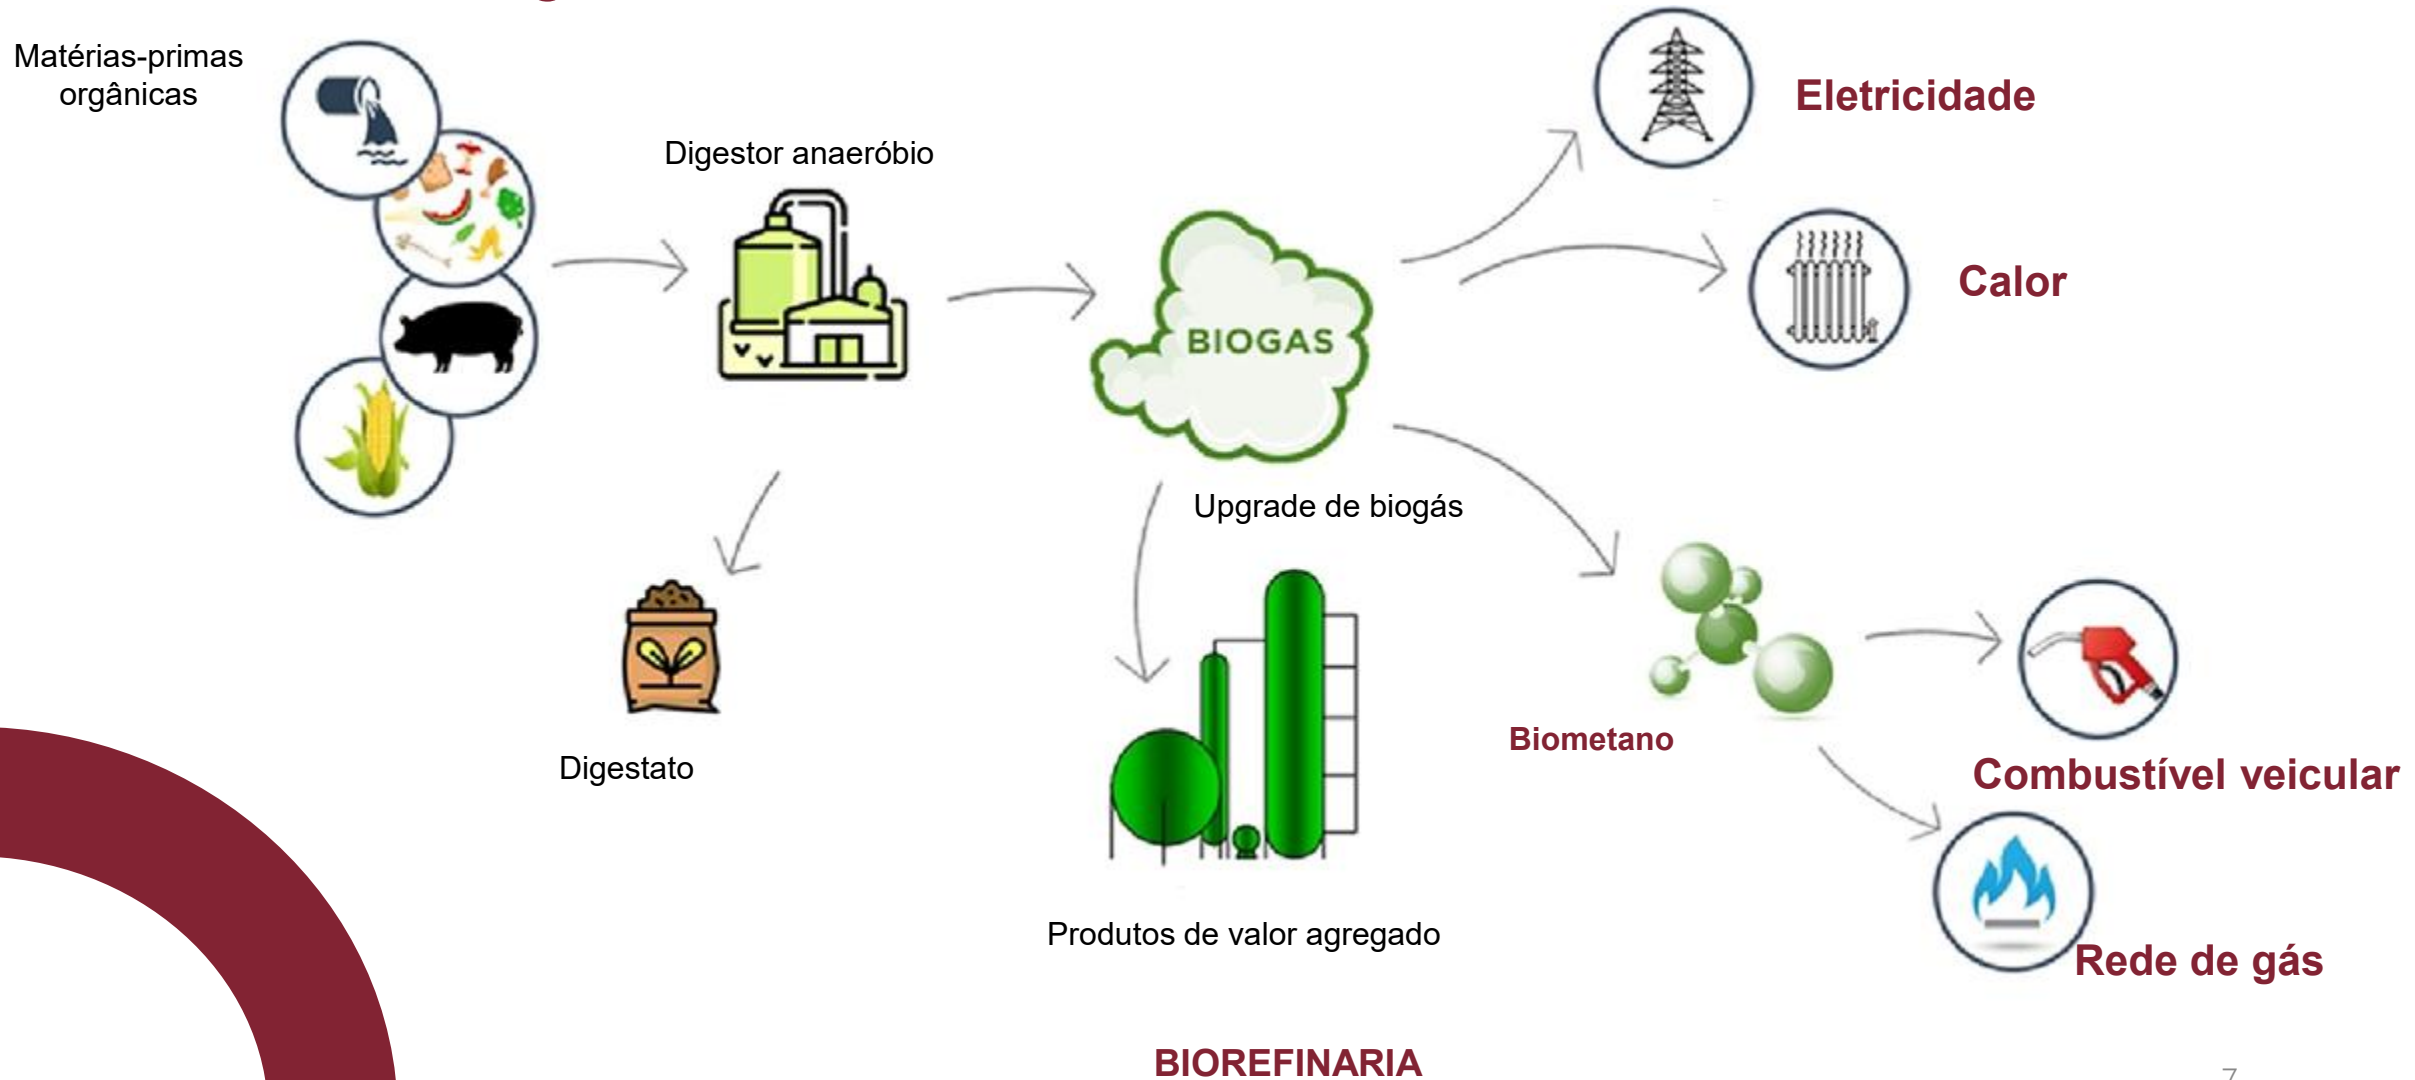 Matérias-primas
orgânicas
Digestor anaeróbio
Eletricidade
Calor
BIOGAS
Upgrade de biogás
Digestato
Biometano
Combustível veicular
Produtos de valor agregado
Rede de gás
BIOREFINARIA
7